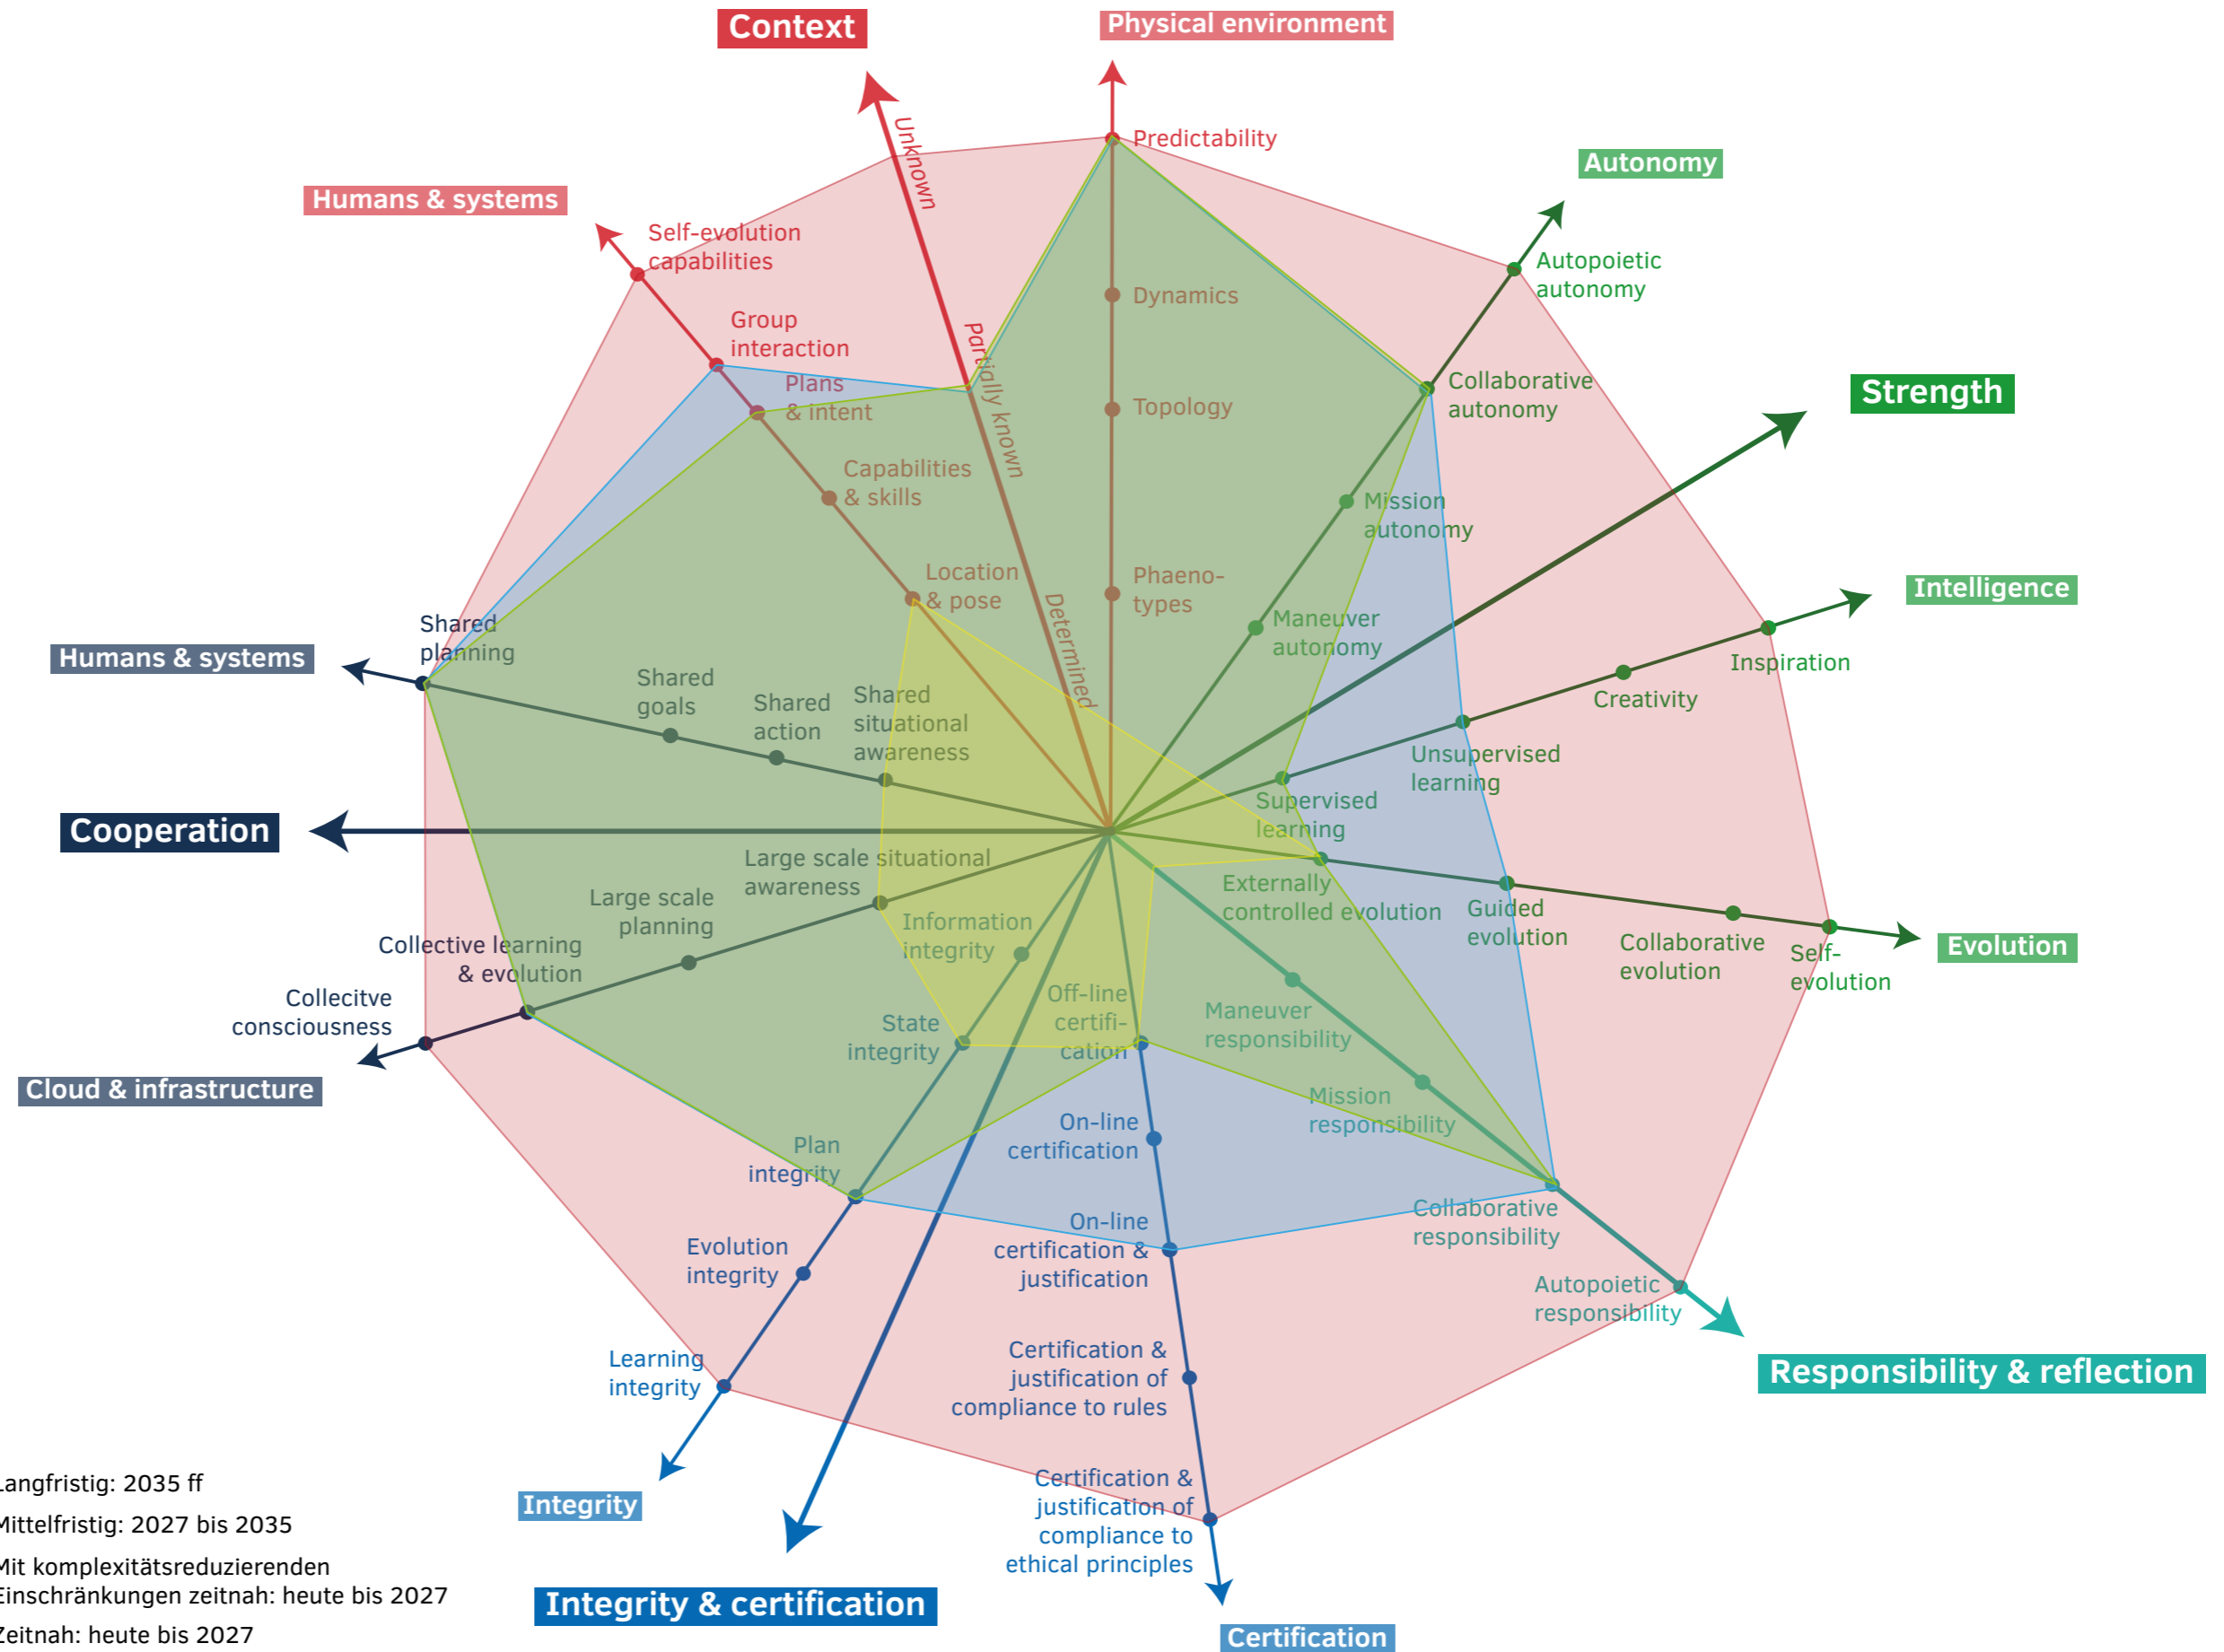 Context
Physical environment
Unknown
Predictability
Autonomy
Humans & systems
Self-evolution
capabilities
Autopoietic
autonomy
Group
interaction
Dynamics
Plans
& intent
Partially known
Topology
Collaborative
autonomy
Strength
Capabilities
& skills
Mission
autonomy
Location
& pose
Determined
Phaeno-
types
Maneuver
autonomy
Intelligence
Inspiration
Creativity
Shared
planning
Humans & systems
Shared
goals
Shared
action
Shared
situational
awareness
Unsupervised
learning
Supervised
learning
Cooperation
Large scale situational
awareness
Large scale
planning
Externally
controlled evolution
Guided
evolution
Collaborative
evolution
Self-
evolution
Evolution
Collective learning
& evolution
Collecitve
consciousness
Cloud & infrastructure
Information
integrity
State
integrity
Off-line
certifi-
cation
Maneuver
responsibility
Mission
responsibility
On-line
certification
Plan
integrity
Collaborative
responsibility
On-line
certification &
justification
Evolution
integrity
Autopoietic
responsibility
Responsibility & reflection
Learning
integrity
Certification &
justification of
compliance to rules
Certification &
justification of
compliance to
ethical principles
Integrity
Integrity & certification
Certification
Langfristig: 2035 ff
Mittelfristig: 2027 bis 2035
Mit komplexitätsreduzierenden
Einschränkungen zeitnah: heute bis 2027
Zeitnah: heute bis 2027